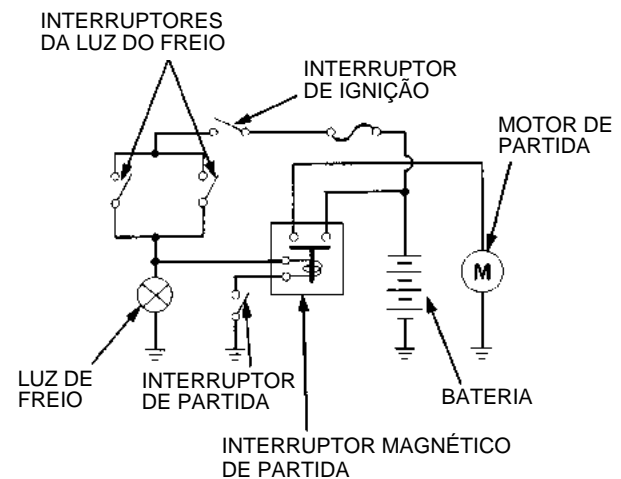 INTERRUPTORES
DA LUZ DO FREIO
INTERRUPTOR
DE IGNIÇÃO
MOTOR DE
PARTIDA
M
LUZ DE
FREIO
INTERRUPTOR
DE PARTIDA
BATERIA
INTERRUPTOR MAGNÉTICO
DE PARTIDA